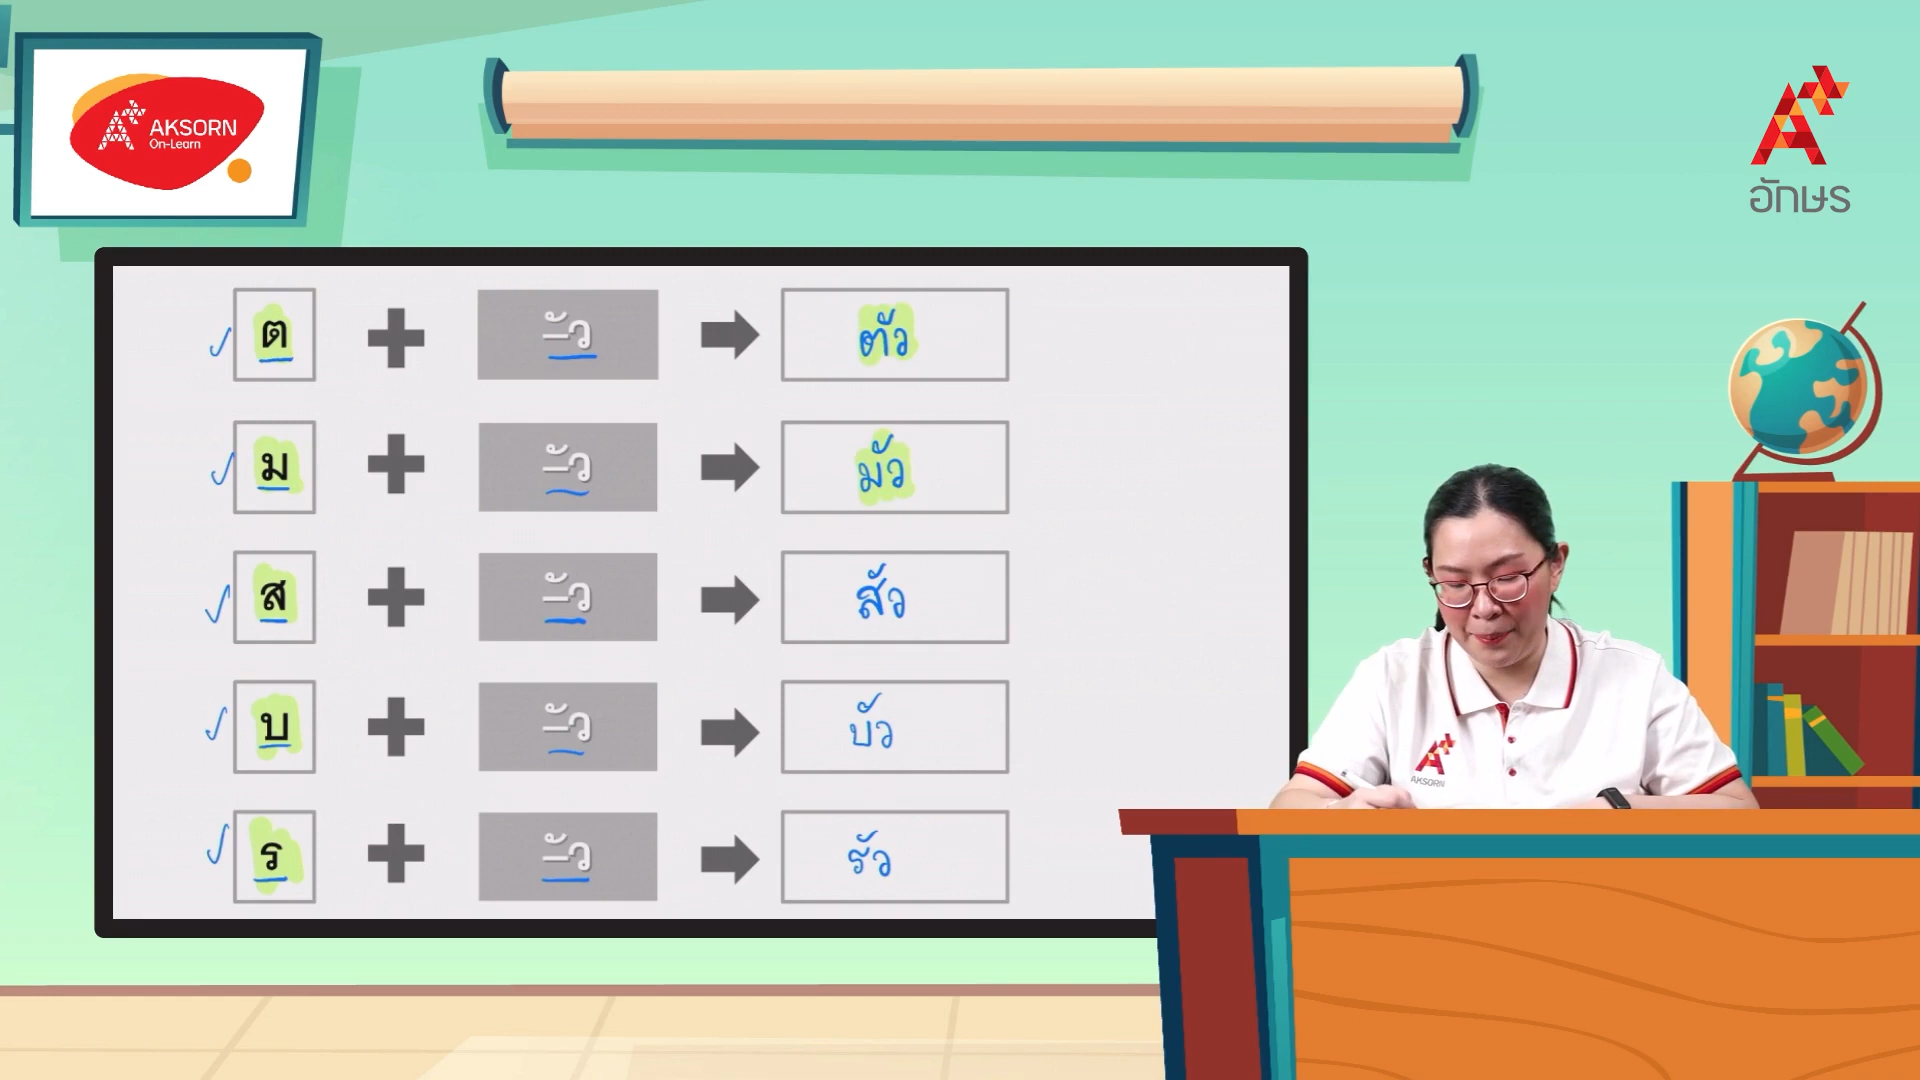 AKSORN
On-Learn
อักษร
ต + -ัว → ตัว
ม + -ัว → มัว
ส + -ัว → สัว
บ + -ัว → บัว
ร + -ัว → รัว
AKSORN